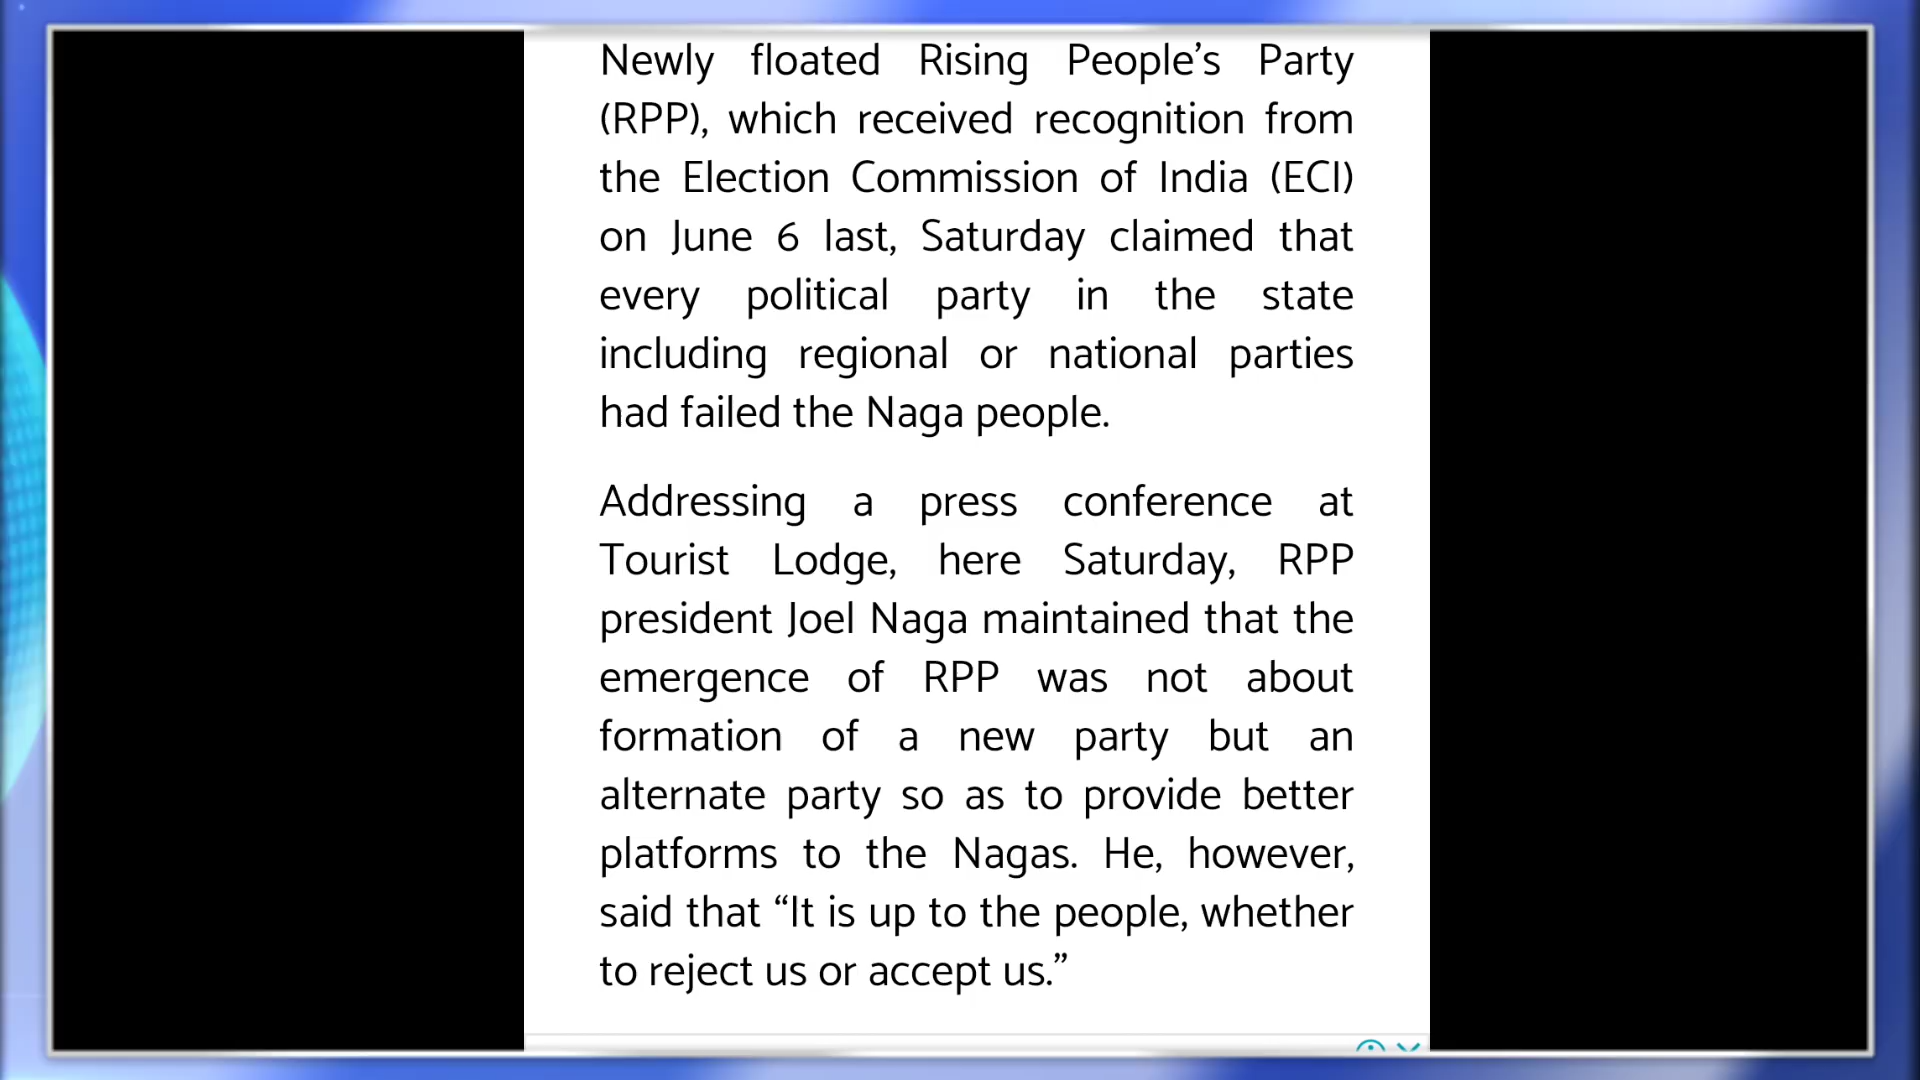 Newly floated Rising People’s Party
(RPP), which received recognition from
the Election Commission of India (ECI)
on June 6 last, Saturday claimed that
every political party in the state
including regional or national parties
had failed the Naga people.
Addressing a press conference at
Tourist Lodge, here Saturday, RPP
president Joel Naga maintained that the
emergence of RPP was not about
formation of a new party but an
alternate party so as to provide better
platforms to the Nagas. He, however,
said that “It is up to the people, whether
to reject us or accept us.”